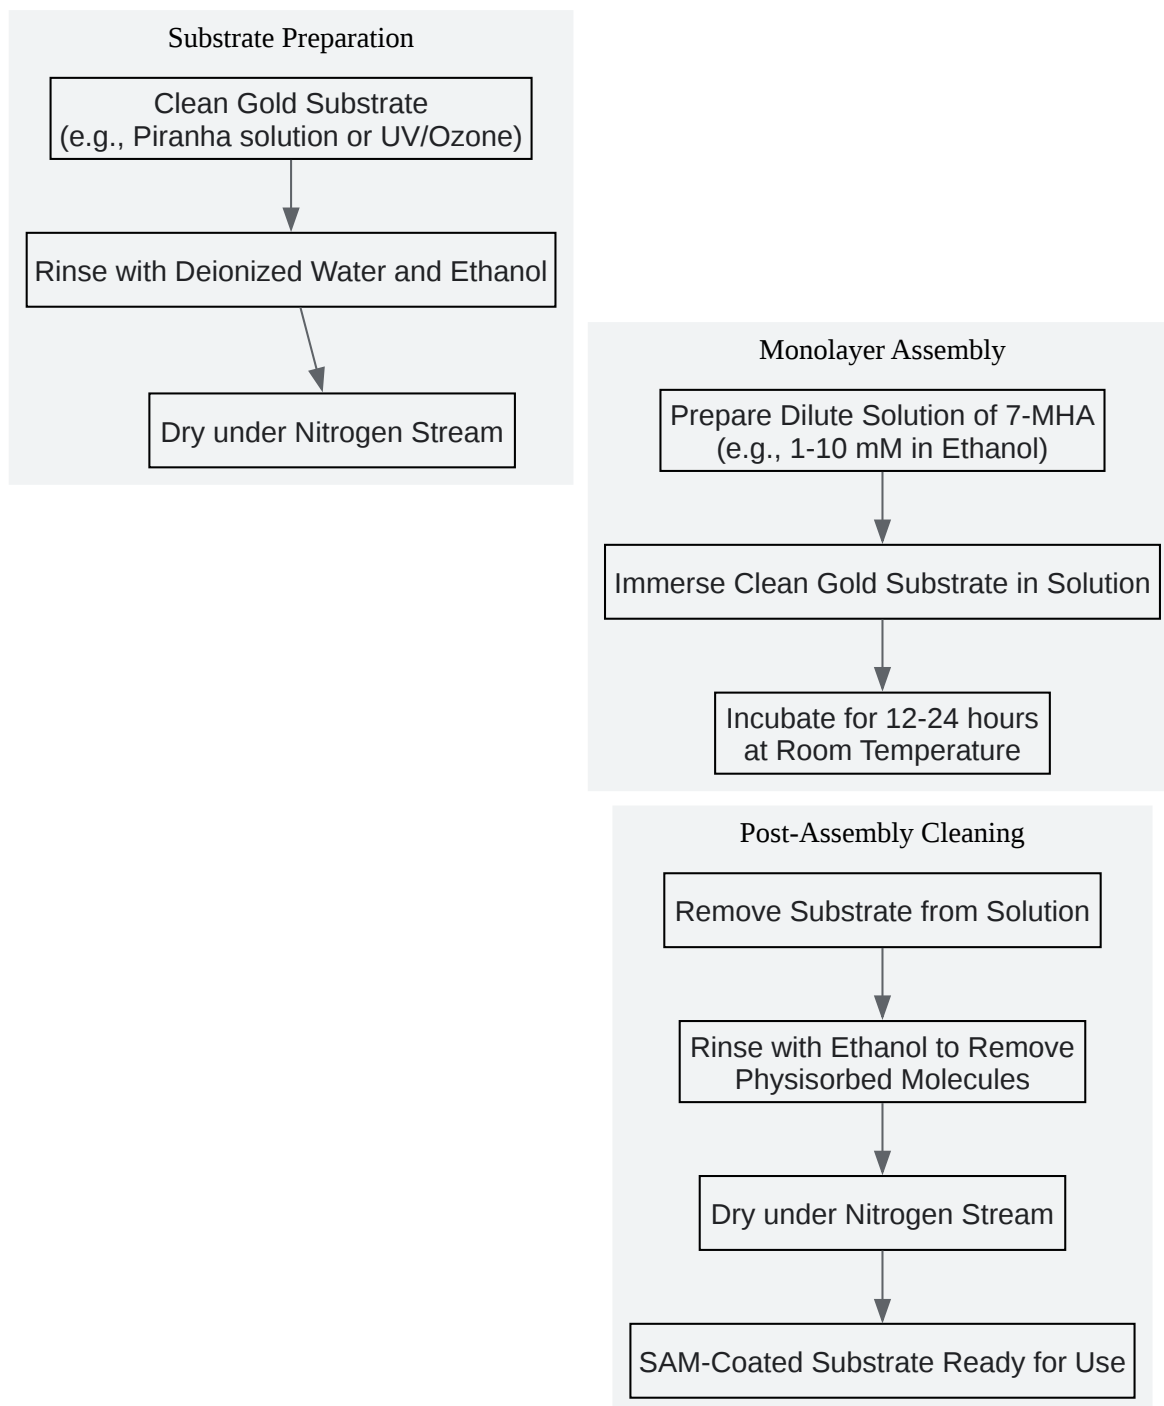 Substrate Preparation
Clean Gold Substrate
(e.g., Piranha solution or UV/Ozone)
Rinse with Deionized Water and Ethanol
Dry under Nitrogen Stream
Monolayer Assembly
Prepare Dilute Solution of 7-MHA
(e.g., 1-10 mM in Ethanol)
Immerse Clean Gold Substrate in Solution
Incubate for 12-24 hours
at Room Temperature
Post-Assembly Cleaning
Remove Substrate from Solution
Rinse with Ethanol to Remove
Physisorbed Molecules
Dry under Nitrogen Stream
SAM-Coated Substrate Ready for Use